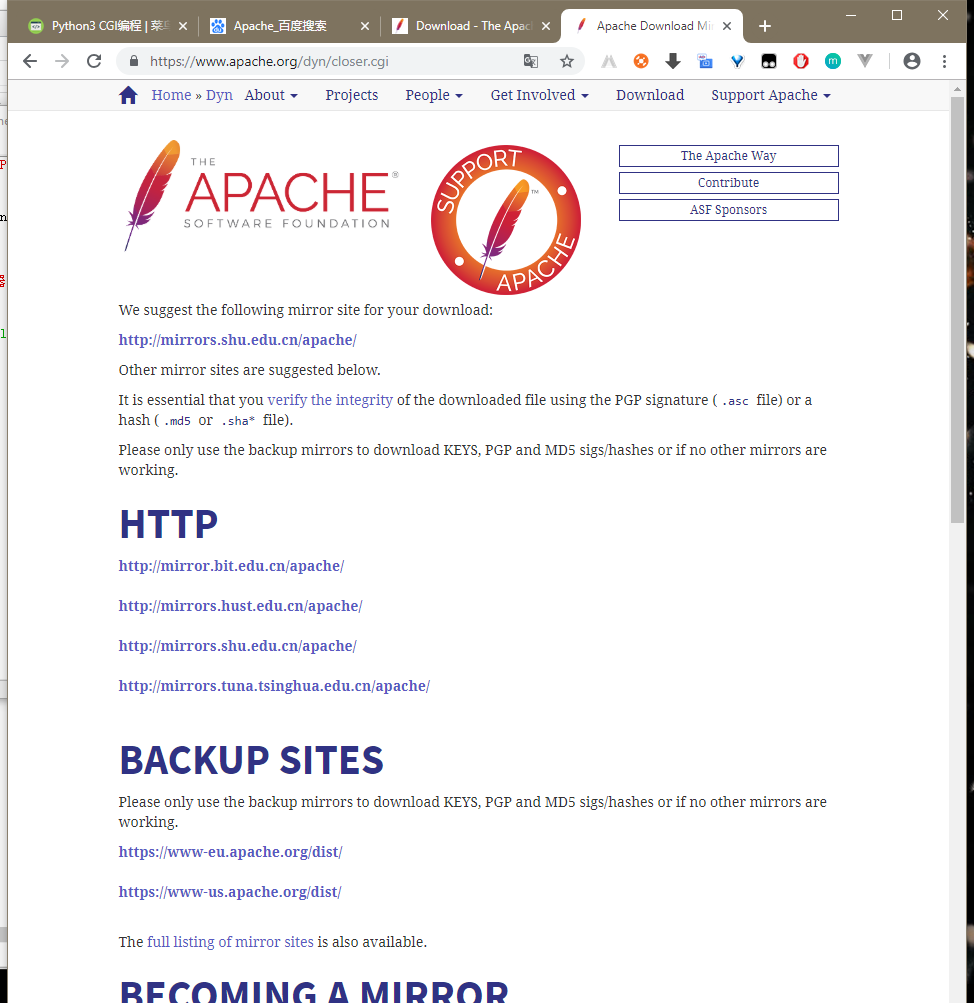 Python3 CGI编程 | 菜
Apache_百度搜索
Download - The Apac
Apache Download Mi
https://www.apache.org/dyn/closer.cgi
Home » Dyn About Projects People Get Involved Download Support Apache
THE
APACHE®
SOFTWARE FOUNDATION
SUPPORT
APACHE
TM
The Apache Way
Contribute
ASF Sponsors
We suggest the following mirror site for your download:
http://mirrors.shu.edu.cn/apache/
Other mirror sites are suggested below.
It is essential that you verify the integrity of the downloaded file using the PGP signature ( .asc file) or a
hash ( .md5 or .sha* file).
Please only use the backup mirrors to download KEYS, PGP and MD5 sigs/hashes or if no other mirrors are
working.
HTTP
http://mirror.bit.edu.cn/apache/
http://mirrors.hust.edu.cn/apache/
http://mirrors.shu.edu.cn/apache/
http://mirrors.tuna.tsinghua.edu.cn/apache/
BACKUP SITES
Please only use the backup mirrors to download KEYS, PGP and MD5 sigs/hashes or if no other mirrors are
working.
https://www-eu.apache.org/dist/
https://www-us.apache.org/dist/
The full listing of mirror sites is also available.
BECOMING A MIRROR